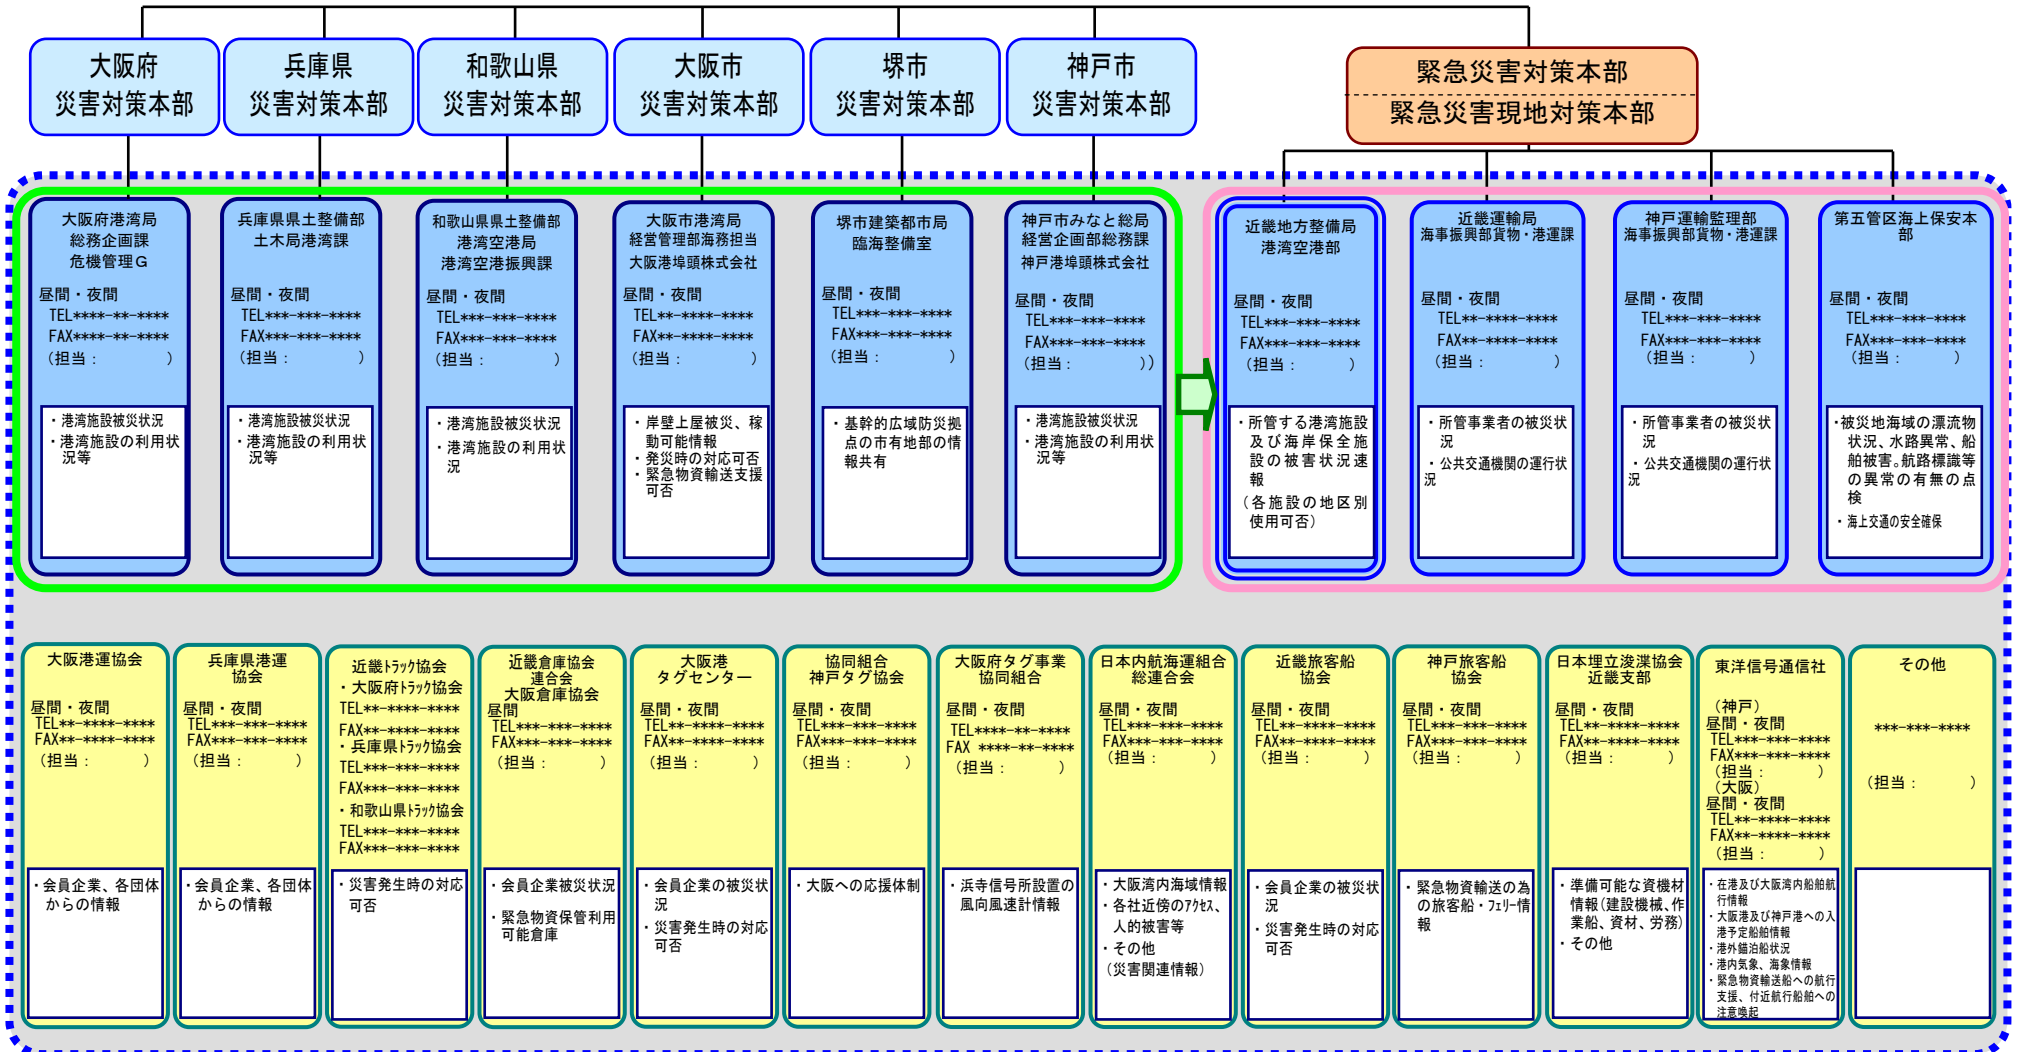 大阪府
災害対策本部
兵庫県
災害対策本部
和歌山県
災害対策本部
大阪市
災害対策本部
堺市
災害対策本部
神戸市
災害対策本部
緊急災害対策本部
緊急災害現地対策本部
大阪府港湾局
総務企画課
危機管理G
昼間・夜間
TEL****-**-****
FAX****-**-****
（担当：　　　　）
・港湾施設被災状況
・港湾施設の利用状
況等
兵庫県県土整備部
土木局港湾課
昼間・夜間
TEL***-***-****
FAX***-***-****
（担当：　　　　）
・港湾施設被災状況
・港湾施設の利用状
況等
和歌山県県土整備部
港湾空港局
港湾空港振興課
昼間・夜間
TEL***-***-****
FAX***-***-****
（担当：　　　　）
・港湾施設被災状況
・港湾施設の利用状
況
大阪市港湾局
経営管理部海務担当
大阪港埠頭株式会社
昼間・夜間
TEL**-****-****
FAX**-****-****
（担当：　　　　）
・岸壁上屋被災、稼
動可能情報
・発災時の対応可否
・緊急物資輸送支援
可否
堺市建築都市局
臨海整備室
昼間・夜間
TEL***-***-****
FAX***-***-****
（担当：　　　　）
・基幹的広域防災拠
点の市有地部の情
報共有
神戸市みなと総局
経営企画部総務課
神戸港埠頭株式会社
昼間・夜間
TEL***-***-****
FAX***-***-****
（担当：　　　　））
・港湾施設被災状況
・港湾施設の利用状
況等
近畿地方整備局
港湾空港部
昼間・夜間
TEL***-***-****
FAX***-***-****
（担当：　　　　）
・所管する港湾施設
及び海岸保全施
設の被害状況速
報
（各施設の地区別
使用可否）
近畿運輸局
海事振興部貨物・港運課
昼間・夜間
TEL**-****-****
FAX**-****-****
（担当：　　　　）
・所管事業者の被災状
況
・公共交通機関の運行状
況
神戸運輸監理部
海事振興部貨物・港運課
昼間・夜間
TEL***-***-****
FAX***-***-****
（担当：　　　　）
・所管事業者の被災状
況
・公共交通機関の運行状
況
第五管区海上保安本
部
昼間・夜間
TEL***-***-****
FAX***-***-****
（担当：　　　　）
・被災地海域の漂流物
状況、水路異常、船
舶被害。航路標識等
の異常の有無の点
検
・海上交通の安全確保
大阪港運協会
昼間・夜間
TEL**-****-****
FAX**-****-****
（担当：　　　　）
・会員企業、各団体
からの情報
兵庫県港運
協会
昼間・夜間
TEL***-***-****
FAX***-***-****
（担当：　　　　）
・会員企業、各団体
からの情報
近畿ﾄﾗｯｸ協会
・大阪府ﾄﾗｯｸ協会
TEL**-****-****
FAX**-****-****
・兵庫県ﾄﾗｯｸ協会
TEL***-***-****
FAX***-***-****
・和歌山県ﾄﾗｯｸ協会
TEL***-***-****
FAX***-***-****
・災害発生時の対応
可否
近畿倉庫協会
連合会
大阪倉庫協会
昼間
TEL***-***-****
FAX***-***-****
（担当：　　　　）
・会員企業被災状況
・緊急物資保管利用
可能倉庫
大阪港
タグセンター
昼間・夜間
TEL**-****-****
FAX**-****-****
（担当：　　　　）
・会員企業の被災状
況
・災害発生時の対応
可否
協同組合
神戸タグ協会
昼間・夜間
TEL***-***-****
FAX***-***-****
（担当：　　　　）
・大阪への応援体制
大阪府タグ事業
協同組合
昼間・夜間
TEL****-**-****
FAX ****-**-****
（担当：　　　　）
・浜寺信号所設置の
風向風速計情報
日本内航海運組合
総連合会
昼間・夜間
TEL***-***-****
FAX***-***-****
（担当：　　　　）
・大阪湾内海域情報
・各社近傍のｱｸｾｽ、
人的被害等
・その他
（災害関連情報）
近畿旅客船
協会
昼間・夜間
TEL**-****-****
FAX**-****-****
（担当：　　　　）
・会員企業の被災状
況
・災害発生時の対応
可否
神戸旅客船
協会
昼間・夜間
TEL***-***-****
FAX***-***-****
（担当：　　　　）
・緊急物資輸送の為
の旅客船・ﾌｪﾘｰ情
報
日本埋立浚渫協会
近畿支部
昼間・夜間
TEL**-****-****
FAX**-****-****
（担当：　　　　）
・準備可能な資機材
情報(建設機械、作
業船、資材、労務)
・その他
東洋信号通信社
（神戸）
昼間・夜間
TEL***-***-****
FAX***-***-****
（担当：　　　　）
（大阪）
昼間・夜間
TEL**-****-****
FAX**-****-****
（担当：　　　　）
・在港及び大阪湾内船舶航
行情報
・大阪港及び神戸港への入
港予定船舶情報
・港外錨泊船状況
・港内気象、海象情報
・緊急物資輸送船への航行
支援、付近航行船舶への
注意喚起
その他
***-***-****
（担当：　　　　）